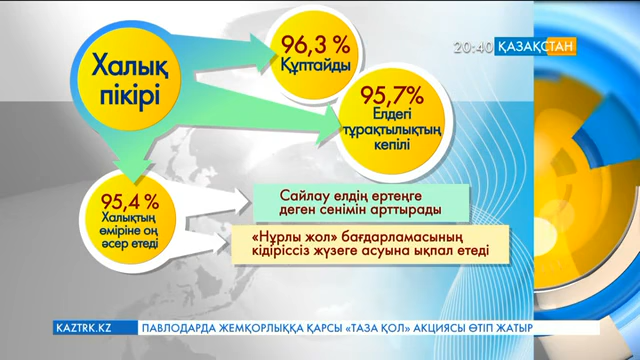 20:40 ҚАЗАҚСТАН
Халық
пікірі
96,3 %
Құптайды
95,7%
Елдегі
тұрақтылықтың
кепілі
95,4 %
Халықтың
өміріне оң
әсер етеді
Сайлау елдің ертеңге
деген сенімін арттырады
«Нұрлы жол» бағдарламасының
кідіріссіз жүзеге асуына ықпал етеді
KAZTRK.KZ
ПАВЛОДАРДА ЖЕМҚОРЛЫҚҚА ҚАРСЫ «ТАЗА ҚОЛ» АКЦИЯСЫ ӨТІП ЖАТЫР